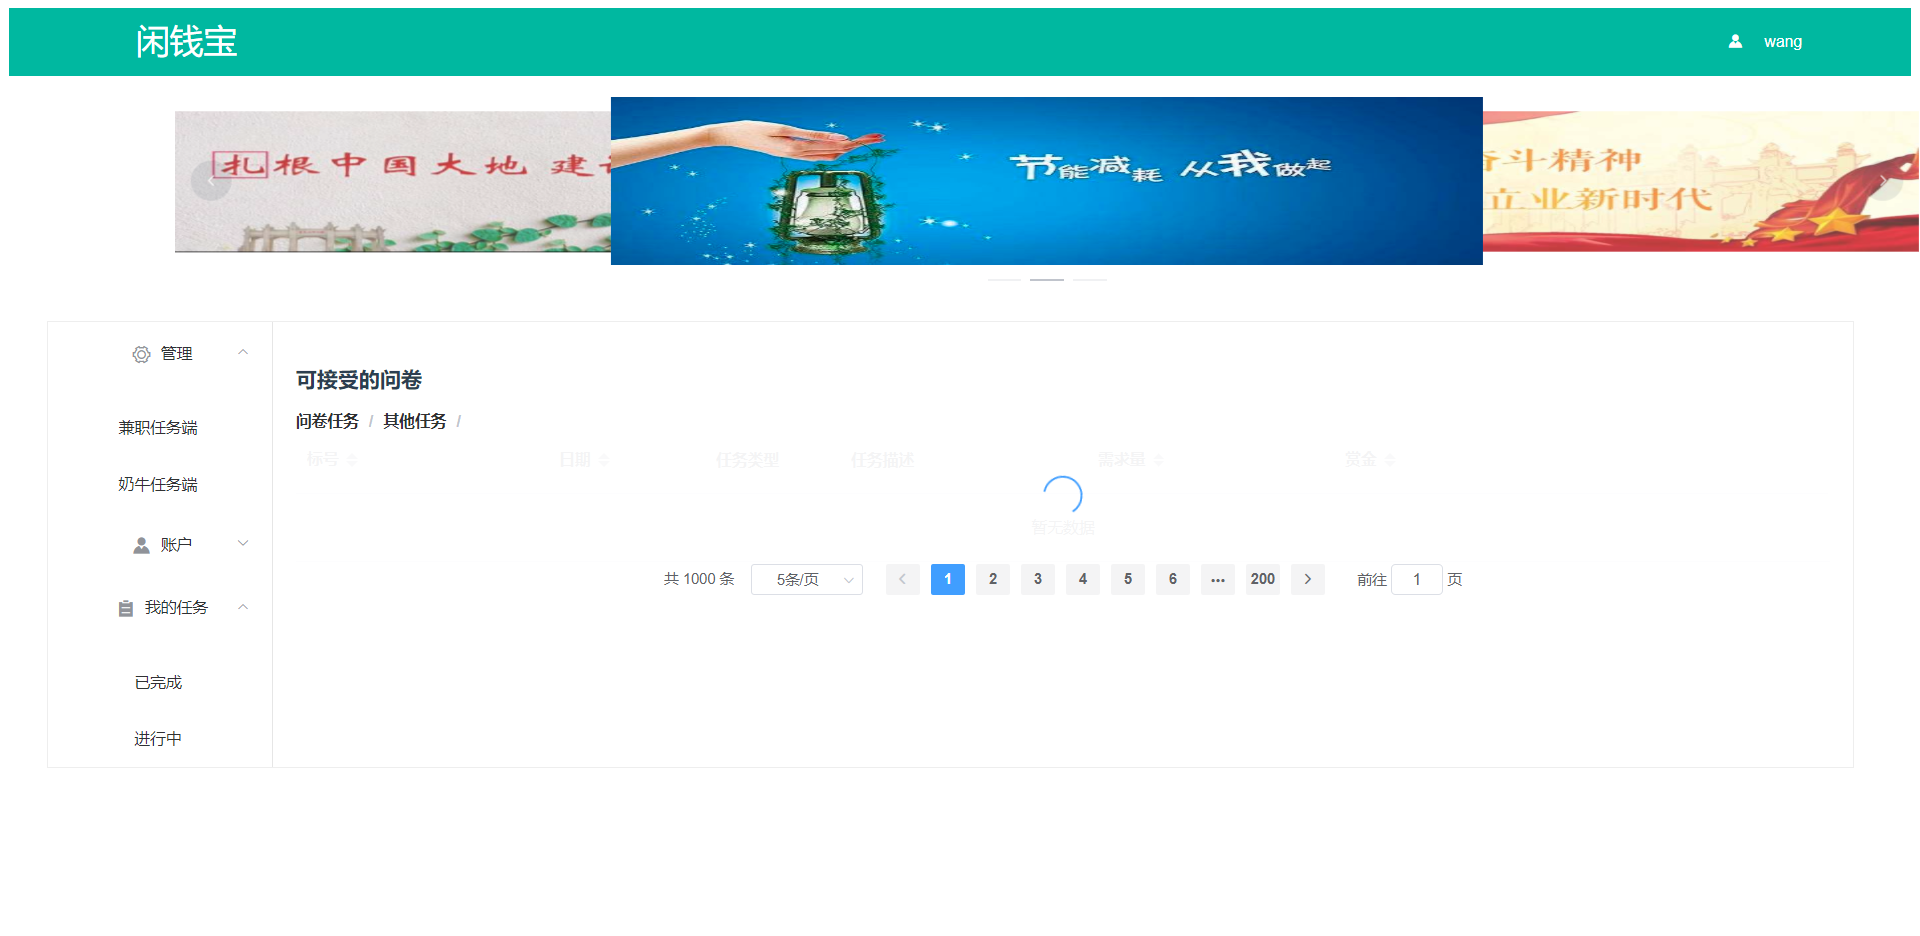 闲钱宝
wang
扎根中国大地 建
节能减耗 从我做起
奋斗精神
立业新时代
管理
兼职任务端
奶牛任务端
账户
我的任务
已完成
进行中
可接受的问卷
问卷任务 / 其他任务 /
标号 日期 任务类型 任务描述 需求量 赏金
暂无数据
共 1000 条 5条/页 1 2 3 4 5 6 ... 200 前往 1 页